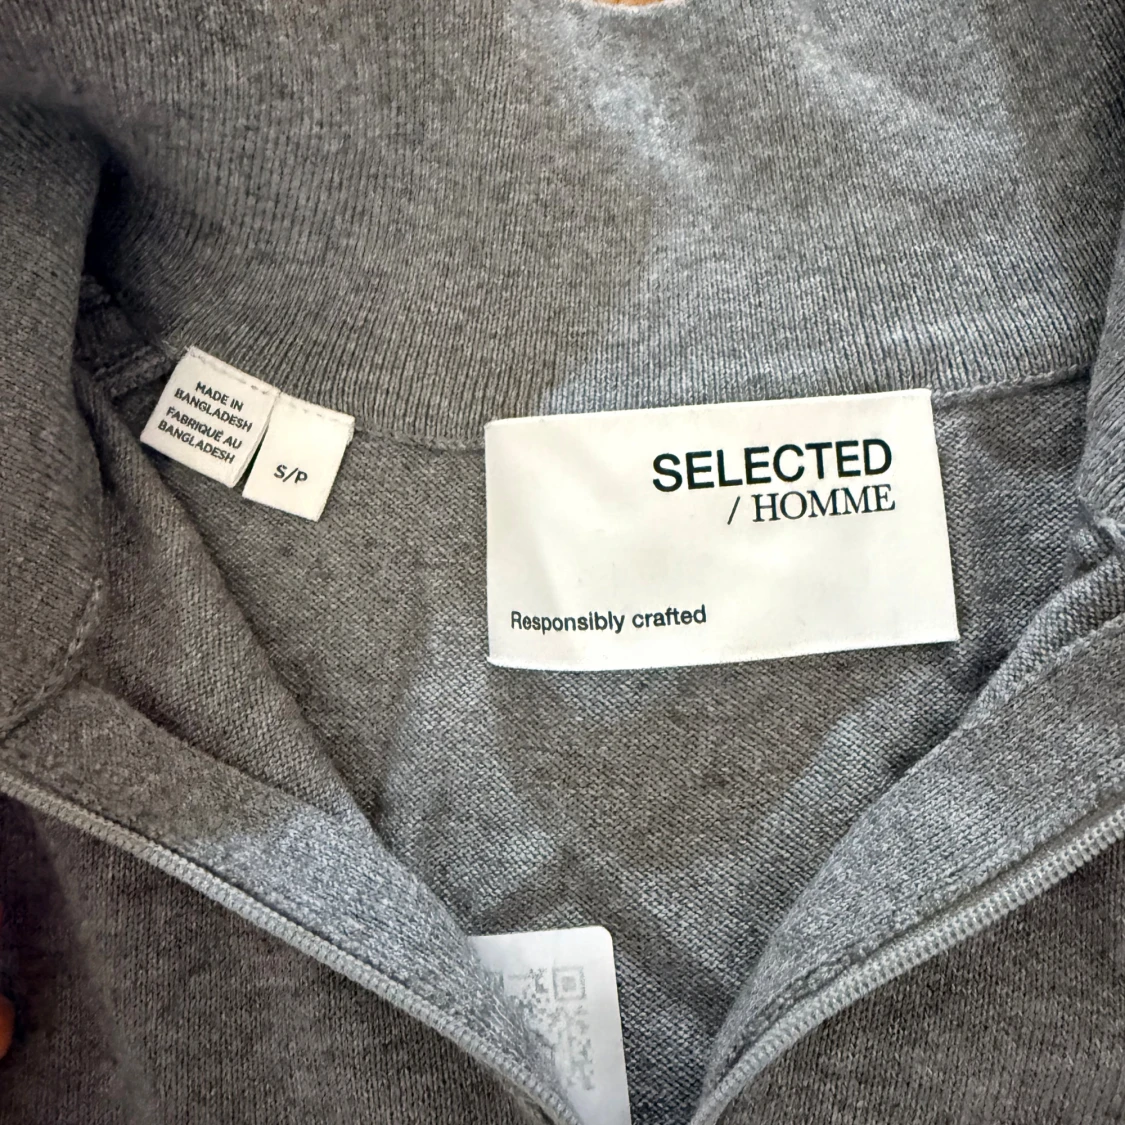 MADE IN
BANGLADESH
FABRIQUÉ AU
BANGLADESH
S/P
SELECTED
/ HOMME
Responsibly crafted